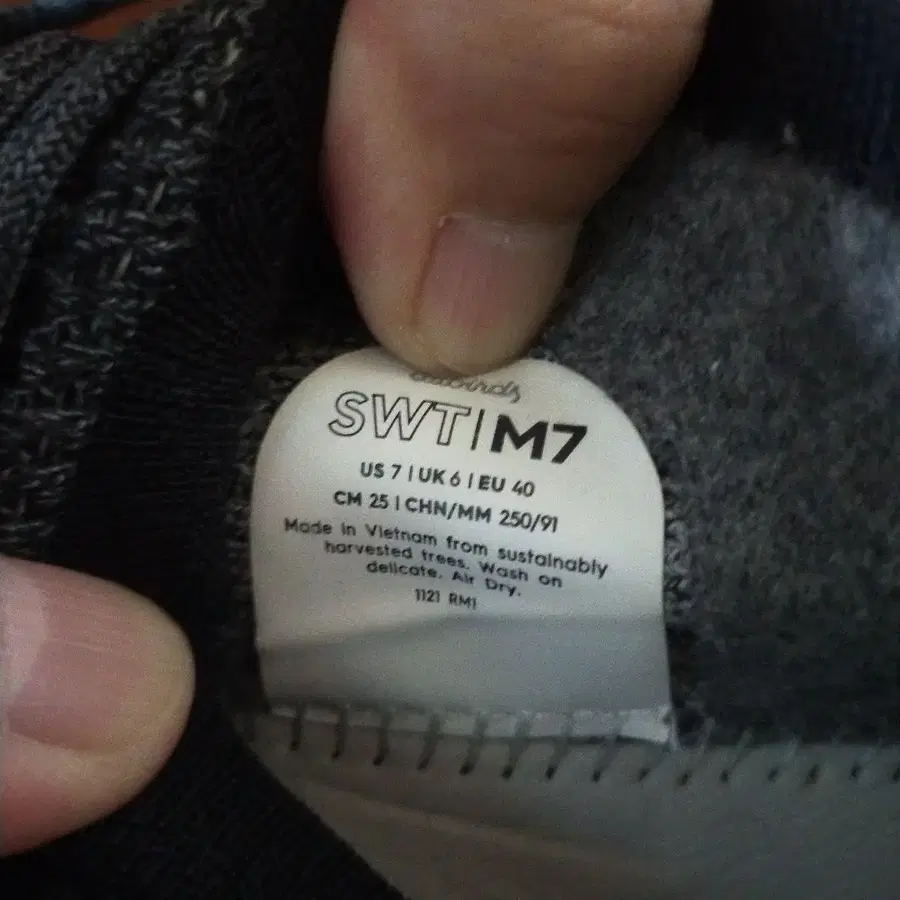 SWT | M7
US 7 | UK 6 | EU 40
CM 25 | CHN/MM 250/91
Made in Vietnam from sustainably
harvested trees. Wash on
delicate. Air Dry.
1121 RM1